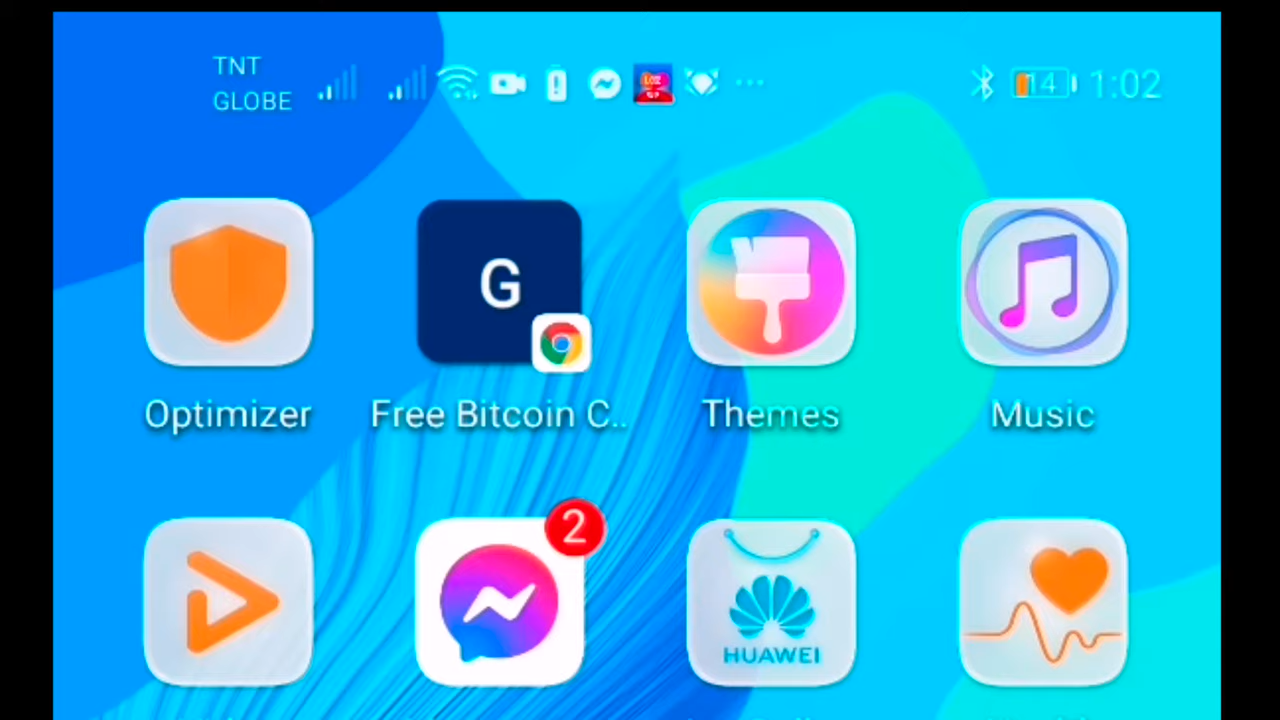 TNT
GLOBE
14 1:02
G
Optimizer Free Bitcoin C.. Themes Music
2
HUAWEI